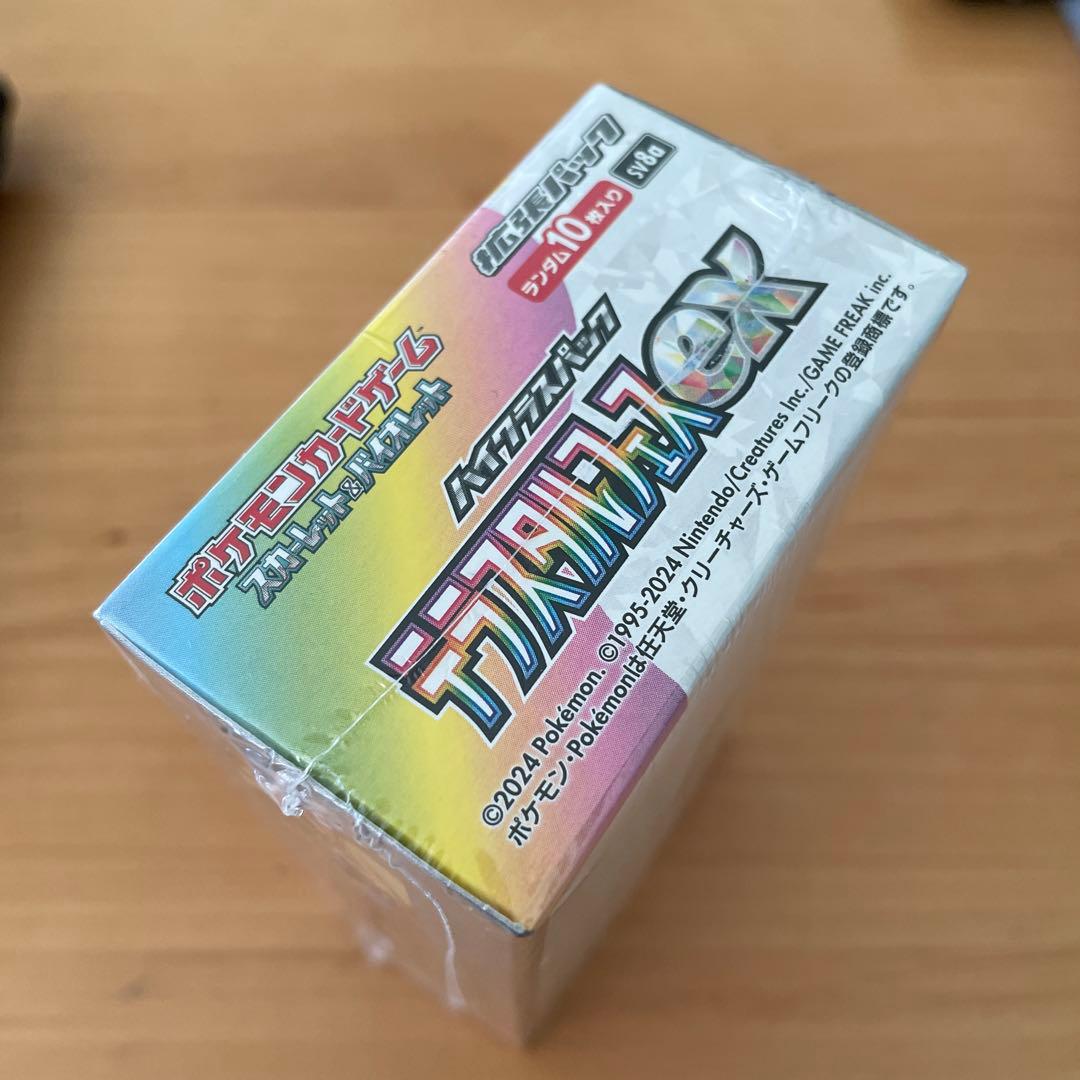 ポケモンカードゲーム
スカーレット&バイオレット
拡張パック
SV8a
ランダム10枚入り
ハイクラスパック
テラスタルフェスex
©2024 Pokémon. ©1995-2024 Nintendo/Creatures Inc./GAME FREAK inc.
ポケモン・Pokémonは任天堂・クリーチャーズ・ゲームフリークの登録商標です。